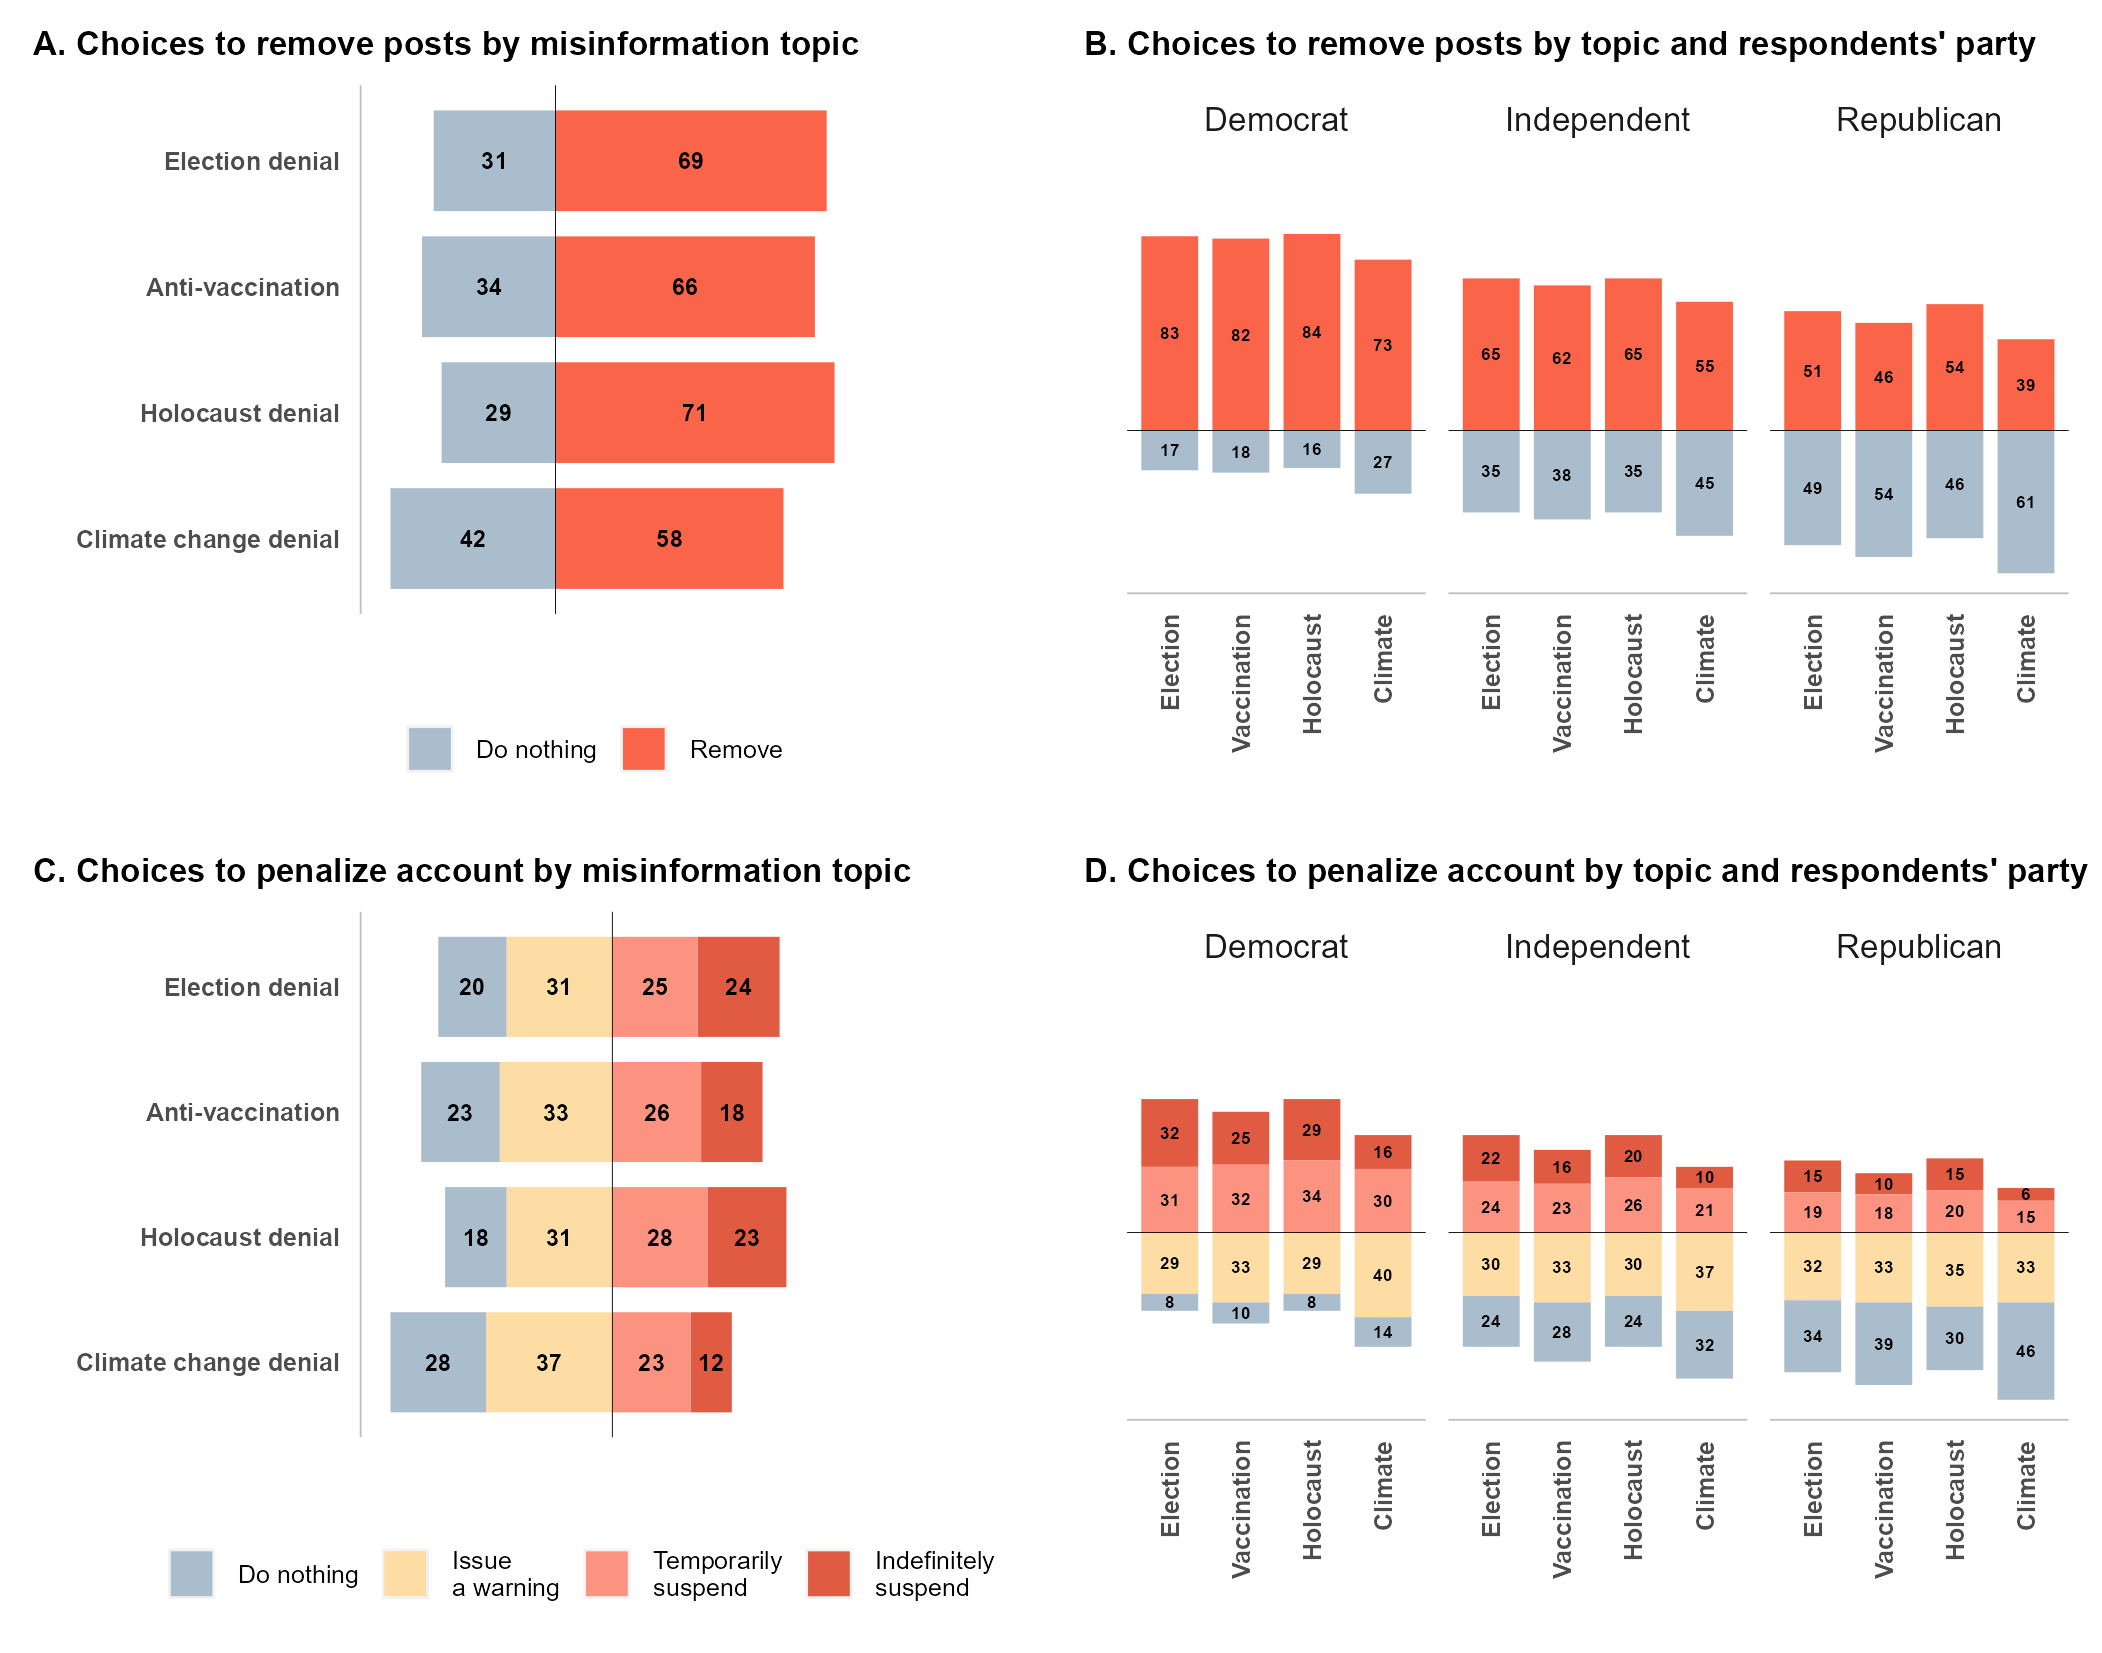 A. Choices to remove posts by misinformation topic
Election denial
31 69
Anti-vaccination
34 66
Holocaust denial
29 71
Climate change denial
42 58
Do nothing
Remove
B. Choices to remove posts by topic and respondents' party
Democrat
Independent
Republican
83 82 84 73
17 18 16 27
65 62 65 55
35 38 35 45
51 46 54 39
49 54 46 61
Election
Vaccination
Holocaust
Climate
Election
Vaccination
Holocaust
Climate
Election
Vaccination
Holocaust
Climate
C. Choices to penalize account by misinformation topic
Election denial
20 31 25 24
Anti-vaccination
23 33 26 18
Holocaust denial
18 31 28 23
Climate change denial
28 37 23 12
Do nothing
Issue
a warning
Temporarily
suspend
Indefinitely
suspend
D. Choices to penalize account by topic and respondents' party
Democrat
Independent
Republican
32 25 29 16
31 32 34 30
29 33 29 40
8 10 8 14
22 16 20 10
24 23 26 21
30 33 30 37
24 28 24 32
15 10 15 6
19 18 20 15
32 33 35 33
34 39 30 46
Election
Vaccination
Holocaust
Climate
Election
Vaccination
Holocaust
Climate
Election
Vaccination
Holocaust
Climate